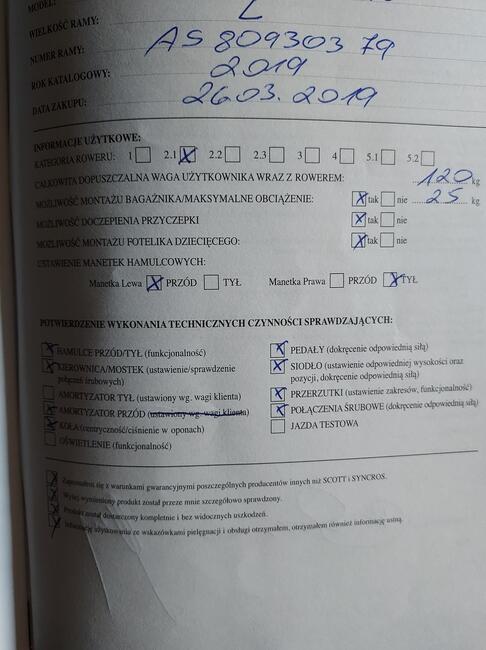 MODEL:
WIELKOŚĆ RAMY: L
NUMER RAMY: AS 809303 79
ROK KATALOGOWY: 2019
DATA ZAKUPU: 26.03.2019
INFORMACJE UŻYTKOWE:
KATEGORIA ROWERU: 1 2.1 X 2.2 2.3 3 4 5.1 5.2
CAŁKOWITA DOPUSZCZALNA WAGA UŻYTKOWNIKA WRAZ Z ROWEREM: 120 kg
MOŻLIWOŚĆ MONTAŻU BAGAŻNIKA/MAKSYMALNE OBCIĄŻENIE: X tak nie 25 kg
MOŻLIWOŚĆ DOCZEPIENIA PRZYCZEPKI X tak nie
MOŻLIWOŚĆ MONTAŻU FOTELIKA DZIECIĘCEGO: X tak nie
USTAWIENIE MANETEK HAMULCOWYCH:
Manetka Lewa X PRZÓD TYŁ Manetka Prawa PRZÓD X TYŁ
POTWIERDZENIE WYKONANIA TECHNICZNYCH CZYNNOŚCI SPRAWDZAJĄCYCH:
X HAMULCE PRZÓD/TYŁ (funkcjonalność)
X KIEROWNICA/MOSTEK (ustawienie/sprawdzenie
połączeń śrubowych)
AMORTYZATOR TYŁ (ustawiony wg. wagi klienta)
X AMORTYZATOR PRZÓD (ustawiony wg. wagi klienta)
X KOŁA (centryczność/ciśnienie w oponach)
OŚWIETLENIE (funkcjonalność)
X PEDAŁY (dokręcenie odpowiednią siłą)
X SIODŁO (ustawienie odpowiedniej wysokości oraz
pozycji, dokręcenie odpowiednią siłą)
X PRZERZUTKI (ustawienie zakresów, funkcjonalność)
X POŁĄCZENIA ŚRUBOWE (dokręcenie odpowiednią siłą)
JAZDA TESTOWA
X Zapoznałem się z warunkami gwarancyjnymi poszczególnych producentów innych niż SCOTT i SYNCROS.
X Wyżej wymieniony produkt został przeze mnie szczegółowo sprawdzony.
X Produkt został dostarczony kompletnie i bez widocznych uszkodzeń.
X Informację użytkowania ze wskazówkami pielęgnacji i obsługi otrzymałem, otrzymałem również informację ustną.